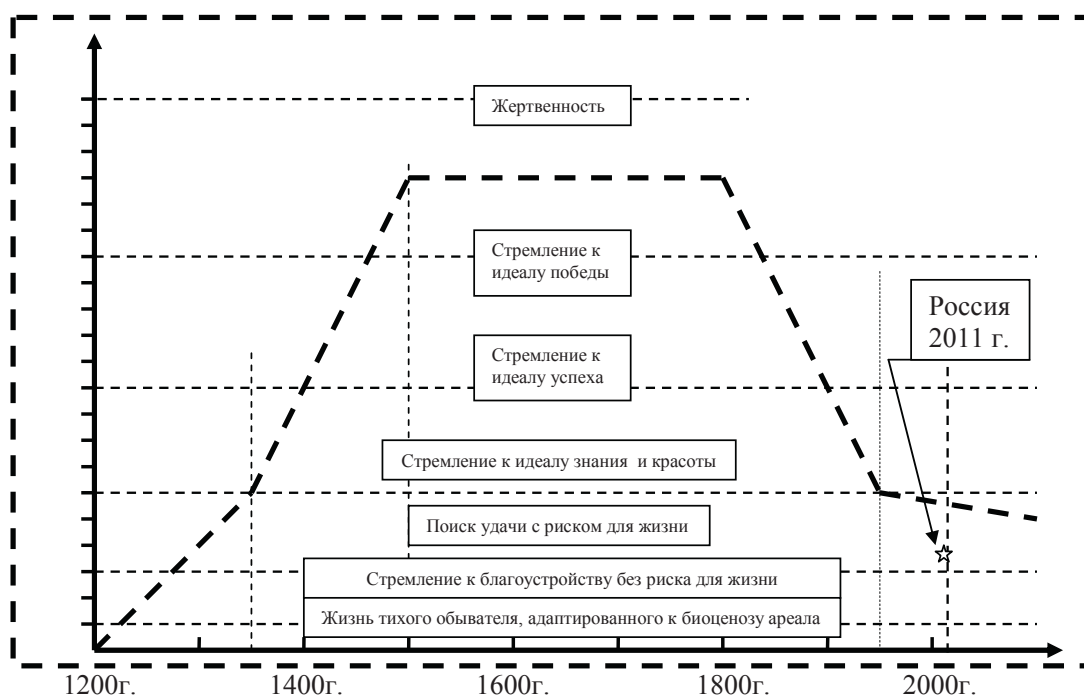 Жертвенность
Стремление к
идеалу победы
Россия
2011 г.
Стремление к
идеалу успеха
Стремление к идеалу знания и красоты
Поиск удачи с риском для жизни
Стремление к благоустройству без риска для жизни
Жизнь тихого обывателя, адаптированного к биоценозу ареала
1200г.
1400г.
1600г.
1800г.
2000г.